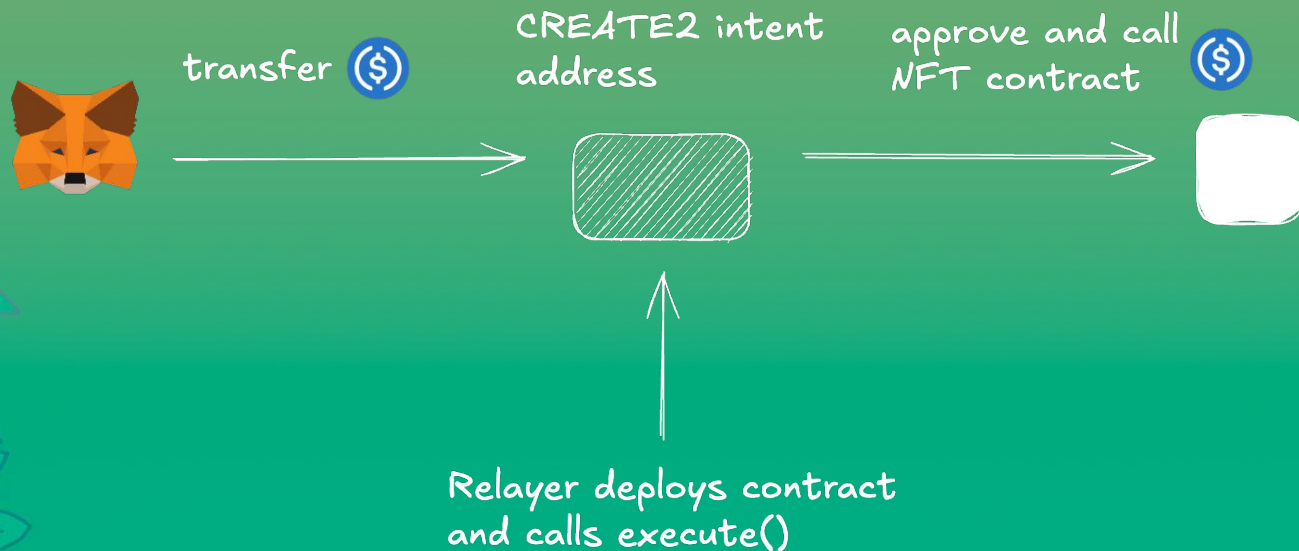 transfer
CREATE2 intent
address
approve and call
NFT contract
Relayer deploys contract
and calls execute()